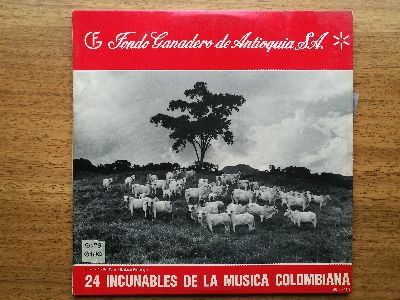 Fondo Ganadero de Antioquia S.A.
24 INCUNABLES DE LA MUSICA COLOMBIANA